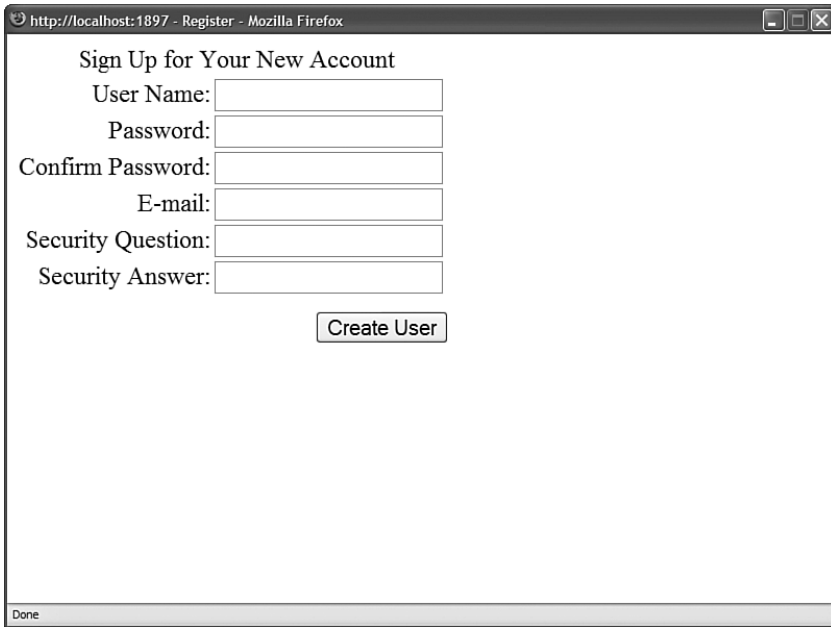 http://localhost:1897 - Register - Mozilla Firefox
Sign Up for Your New Account
User Name:
Password:
Confirm Password:
E-mail:
Security Question:
Security Answer:
Create User
Done